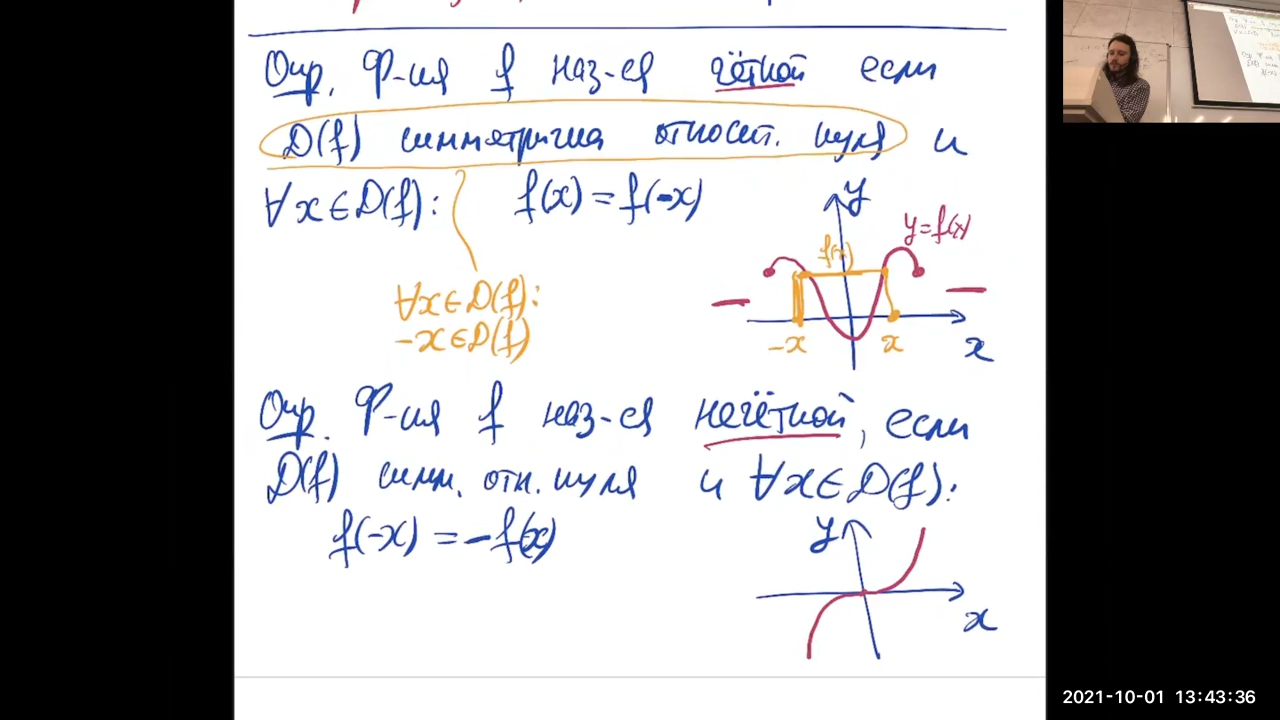 Опр. Ф-ия f наз-ся чётной если
D(f) симметрична относит. нуля и
∀x∈D(f): f(x) = f(-x)
∀x∈D(f):
-x∈D(f)
y
y=f(x)
f(x)
-x
x
x
Опр. Ф-ия f наз-ся нечётной, если
D(f) симм. отн. нуля и ∀x∈D(f):
f(-x) = -f(x)
y
x
2021-10-01 13:43:36